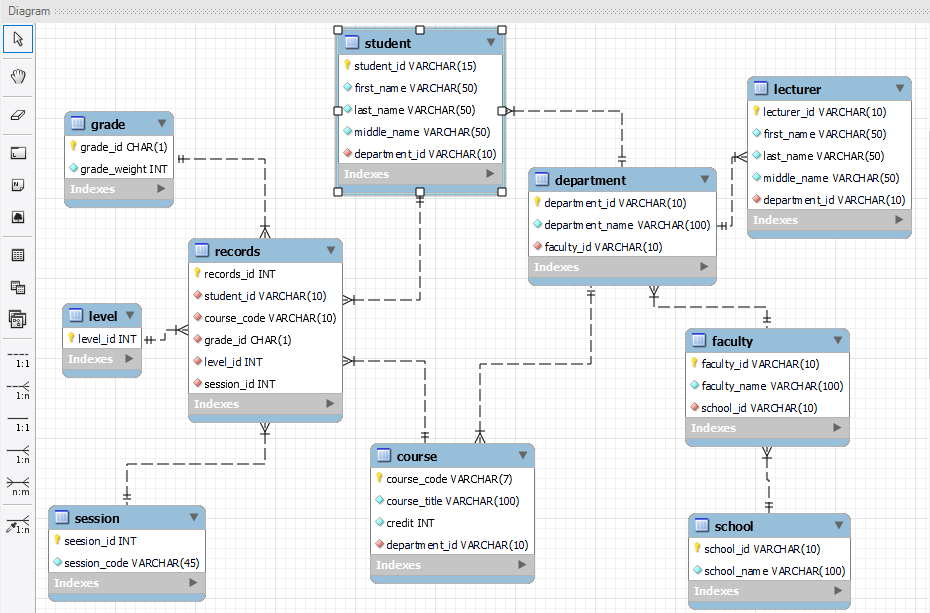 Diagram
student
student_id VARCHAR(15)
first_name VARCHAR(50)
last_name VARCHAR(50)
middle_name VARCHAR(50)
department_id VARCHAR(10)
Indexes
lecturer
lecturer_id VARCHAR(10)
first_name VARCHAR(50)
last_name VARCHAR(50)
middle_name VARCHAR(50)
department_id VARCHAR(10)
Indexes
grade
grade_id CHAR(1)
grade_weight INT
Indexes
department
department_id VARCHAR(10)
department_name VARCHAR(100)
faculty_id VARCHAR(10)
Indexes
records
records_id INT
student_id VARCHAR(10)
course_code VARCHAR(10)
grade_id CHAR(1)
level_id INT
session_id INT
Indexes
level
level_id INT
Indexes
faculty
faculty_id VARCHAR(10)
faculty_name VARCHAR(100)
school_id VARCHAR(10)
Indexes
course
course_code VARCHAR(7)
course_title VARCHAR(100)
credit INT
department_id VARCHAR(10)
Indexes
session
seesion_id INT
session_code VARCHAR(45)
Indexes
school
school_id VARCHAR(10)
school_name VARCHAR(100)
Indexes
1:1
1:n
1:1
1:n
n:m
1:n